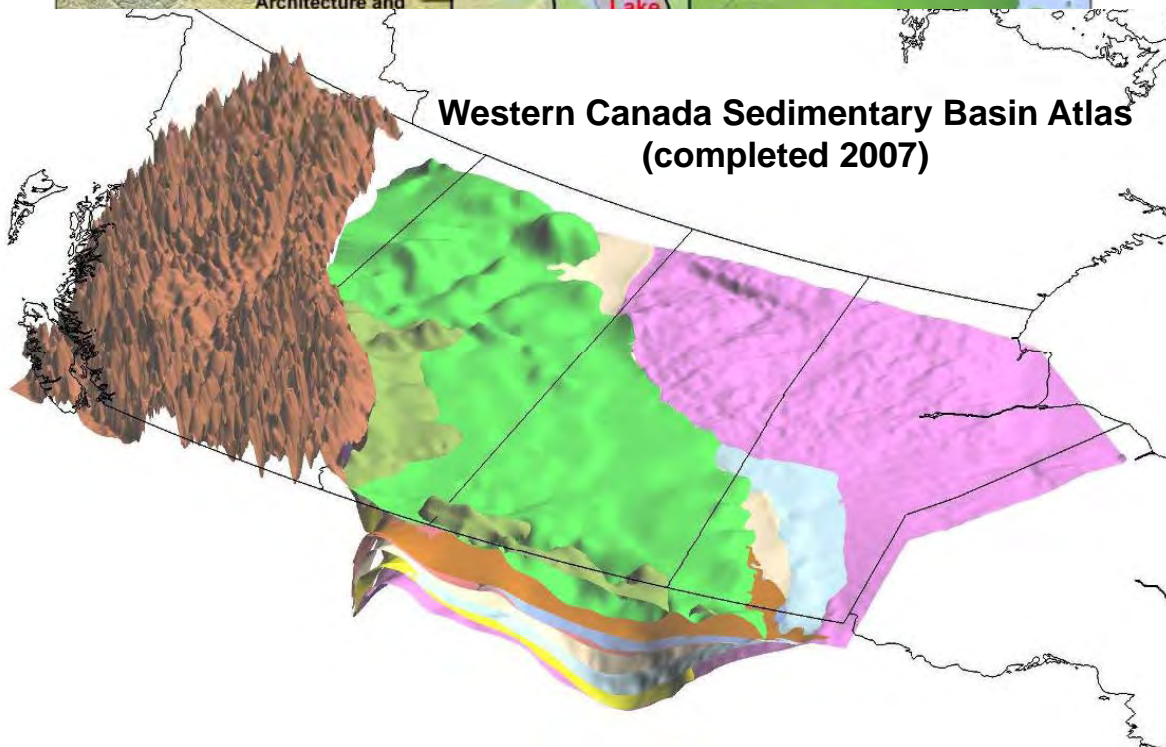 Architecture and
Lake
Western Canada Sedimentary Basin Atlas
(completed 2007)